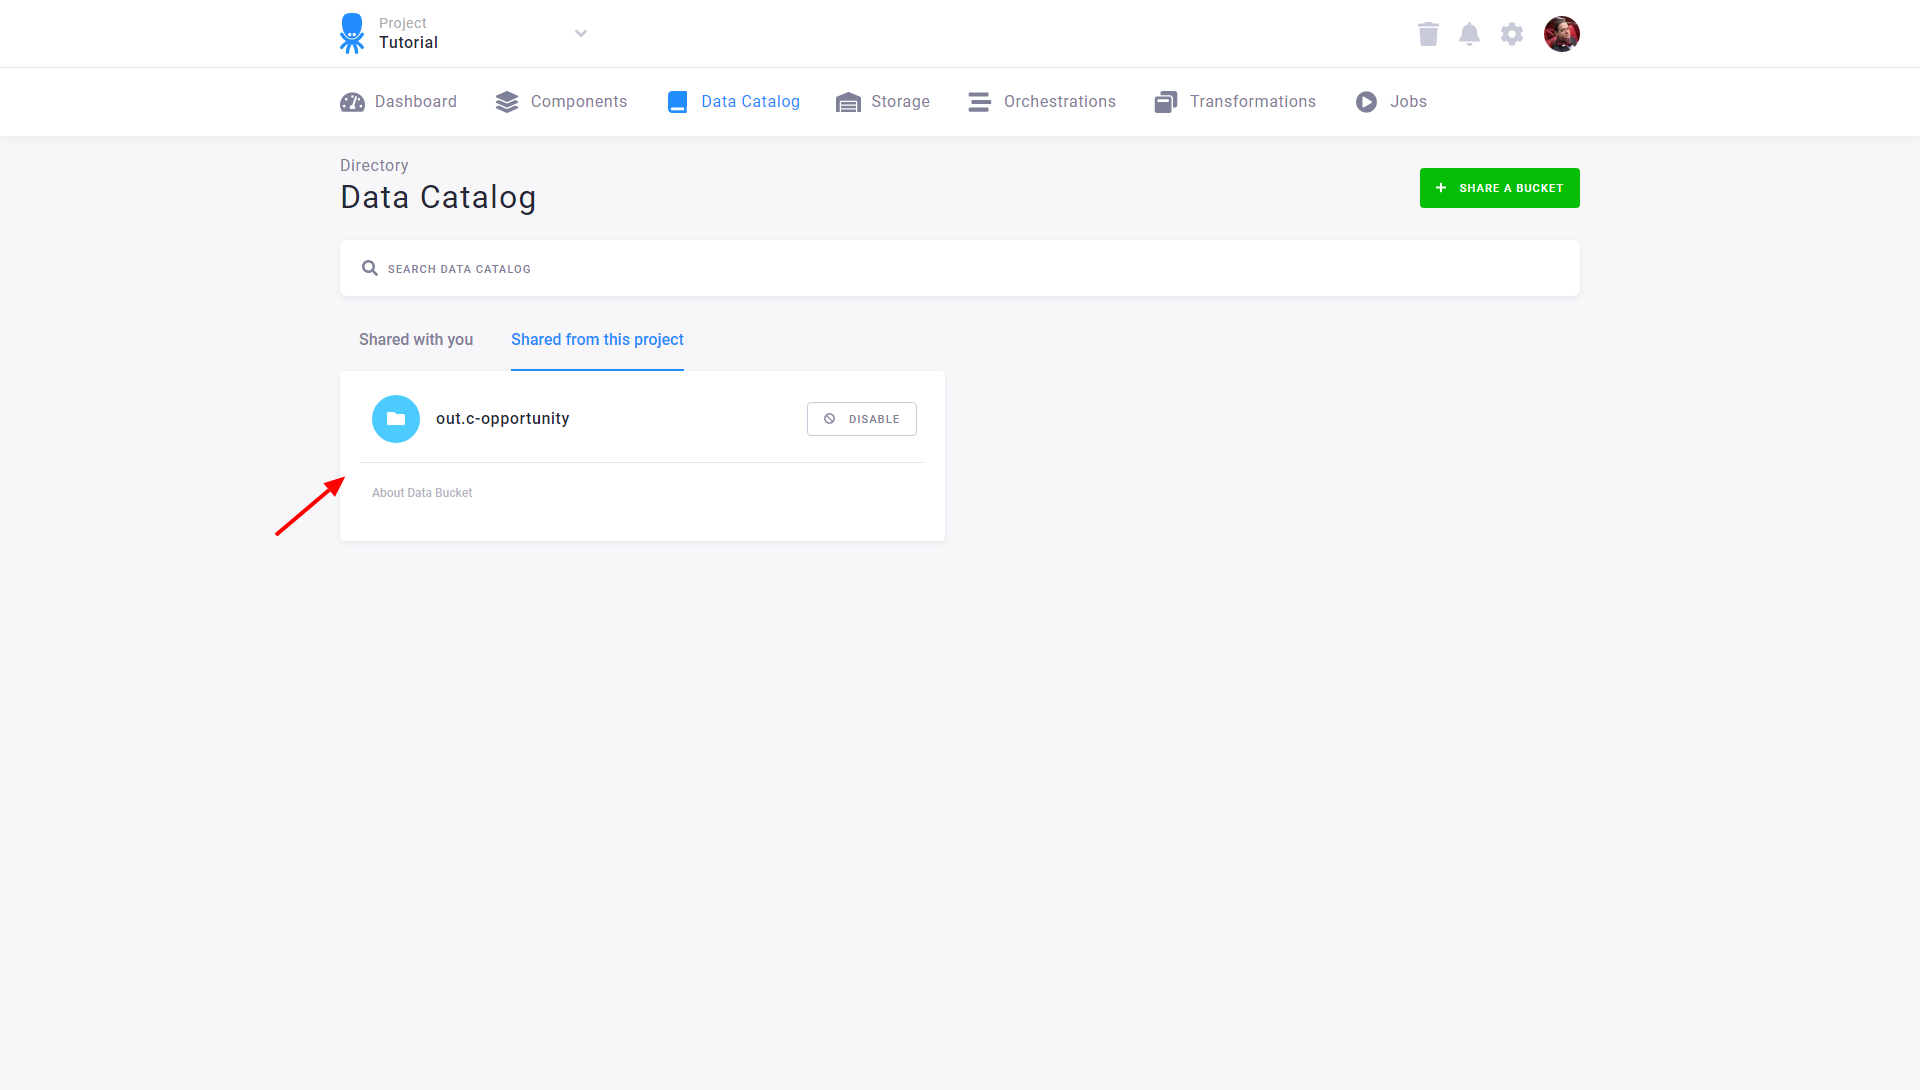 Project
Tutorial
Dashboard Components Data Catalog Storage Orchestrations Transformations Jobs
Directory
Data Catalog
SHARE A BUCKET
SEARCH DATA CATALOG
Shared with you Shared from this project
out.c-opportunity DISABLE
About Data Bucket